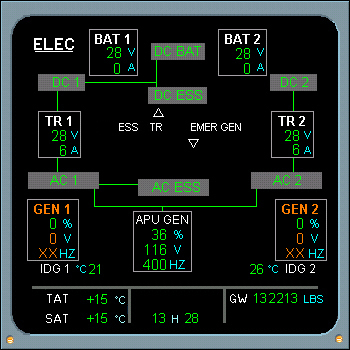 ELEC
BAT 1
28 V
0 A
DC BAT
BAT 2
28 V
0 A
DC 1
DC ESS
DC 2
TR 1
28 V
6 A
ESS TR
EMER GEN
TR 2
28 V
6 A
AC 1
AC ESS
AC 2
GEN 1
0 %
0 V
XX HZ
APU GEN
36 %
116 V
400 HZ
GEN 2
0 %
0 V
XX HZ
IDG 1 °C 21
26 °C IDG 2
TAT +15 °C
GW 132213 LBS
SAT +15 °C
13 H 28